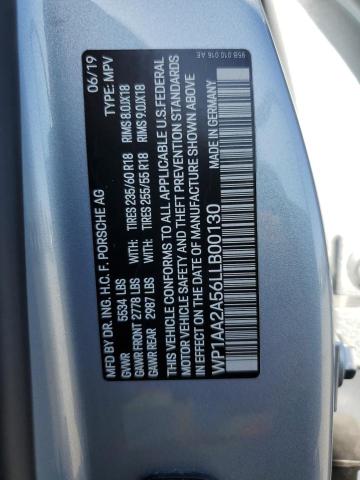 06/19
TYPE: MPV
95B.010.016 AE
MFD BY DR. ING. H.C. F. PORSCHE AG
GVWR 5534 LBS
GAWR FRONT 2778 LBS WITH TIRES 235/60 R18 RIMS 8.0JX18
GAWR REAR 2987 LBS WITH TIRES 255/55 R18 RIMS 9.0JX18
THIS VEHICLE CONFORMS TO ALL APPLICABLE U.S.FEDERAL
MOTOR VEHICLE SAFETY AND THEFT PREVENTION STANDARDS
IN EFFECT ON THE DATE OF MANUFACTURE SHOWN ABOVE
WP1AA2A56LLB00130 MADE IN GERMANY